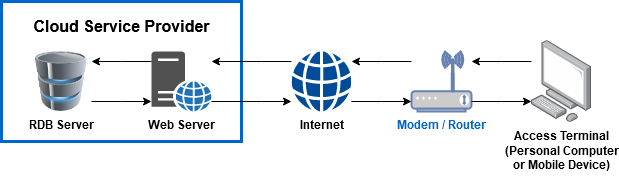 Cloud Service Provider
RDB Server
Web Server
Internet
Modem / Router
Access Terminal
(Personal Computer
or Mobile Device)